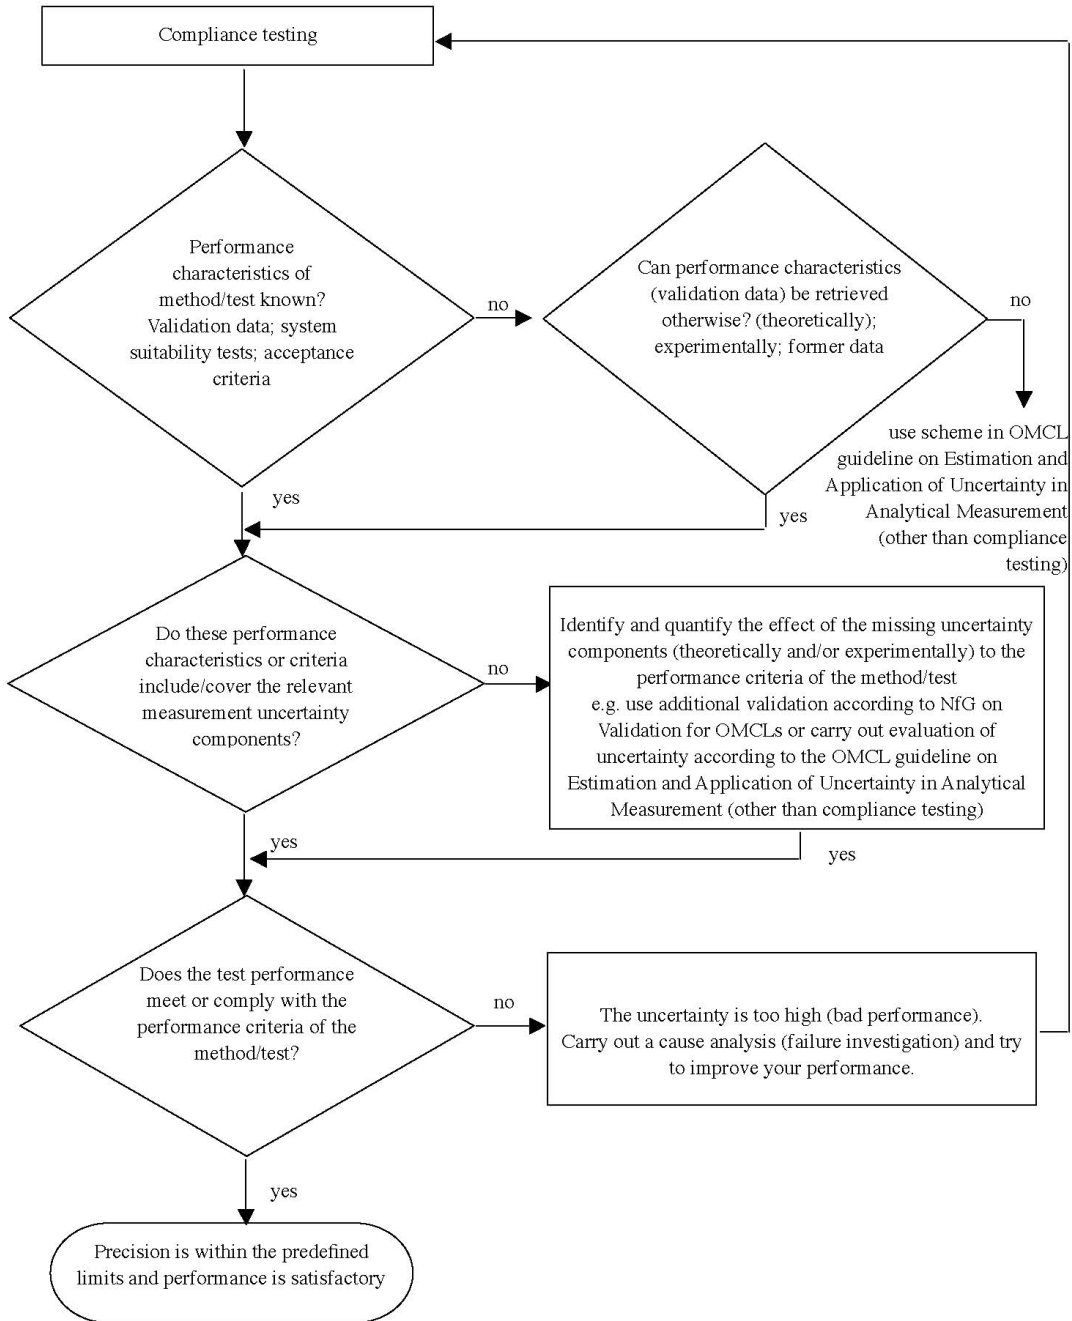 Compliance testing
Performance
characteristics of
method/test known?
Validation data; system
suitability tests; acceptance
criteria
no
Can performance characteristics
(validation data) be retrieved
otherwise? (theoretically);
experimentally; former data
no
use scheme in OMCL
guideline on Estimation and
Application of Uncertainty in
Analytical Measurement
(other than compliance
testing)
yes
yes
Do these performance
characteristics or criteria
include/cover the relevant
measurement uncertainty
components?
no
Identify and quantify the effect of the missing uncertainty
components (theoretically and/or experimentally) to the
performance criteria of the method/test
e.g. use additional validation according to NfG on
Validation for OMCLs or carry out evaluation of
uncertainty according to the OMCL guideline on
Estimation and Application of Uncertainty in Analytical
Measurement (other than compliance testing)
yes
yes
Does the test performance
meet or comply with the
performance criteria of the
method/test?
no
The uncertainty is too high (bad performance).
Carry out a cause analysis (failure investigation) and try
to improve your performance.
yes
Precision is within the predefined
limits and performance is satisfactory